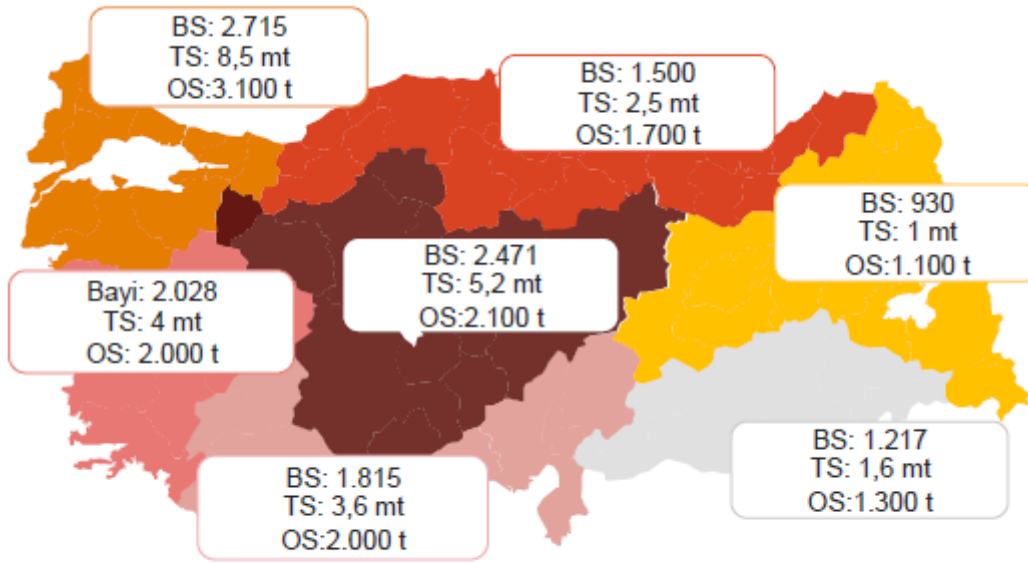 BS: 2.715
TS: 8,5 mt
OS:3.100 t
BS: 1.500
TS: 2,5 mt
OS:1.700 t
BS: 930
TS: 1 mt
OS:1.100 t
BS: 2.471
TS: 5,2 mt
OS:2.100 t
Bayi: 2.028
TS: 4 mt
OS: 2.000 t
BS: 1.217
TS: 1,6 mt
OS:1.300 t
BS: 1.815
TS: 3,6 mt
OS:2.000 t